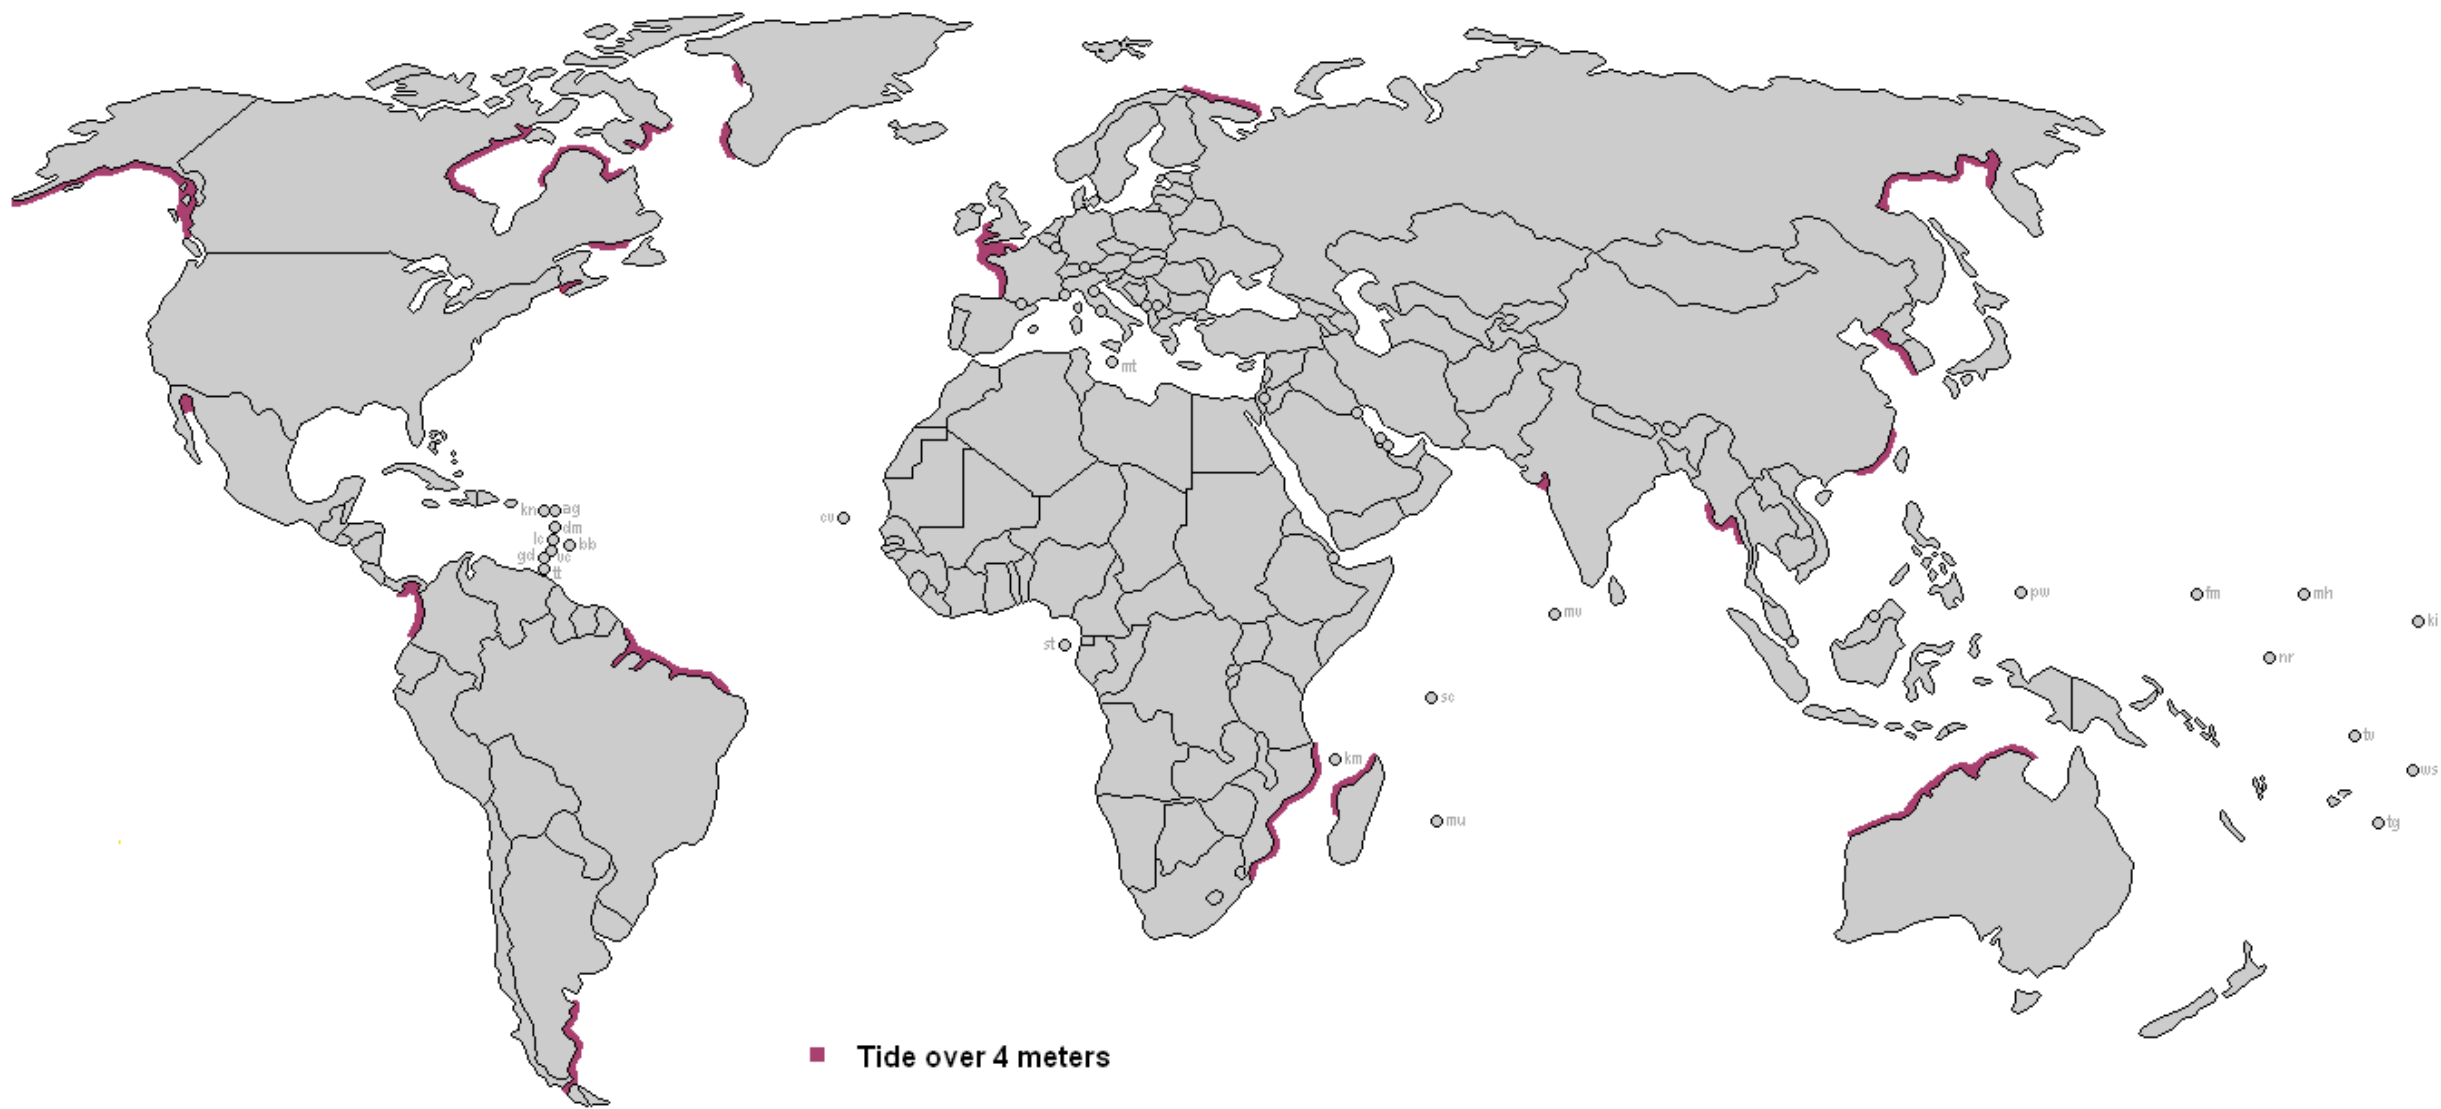 mt
kn
ag
dm
lc
bb
gd
vc
tt
cv
st
mv
pw
fm
mh
ki
nr
sc
tv
km
ws
mu
tg
Tide over 4 meters